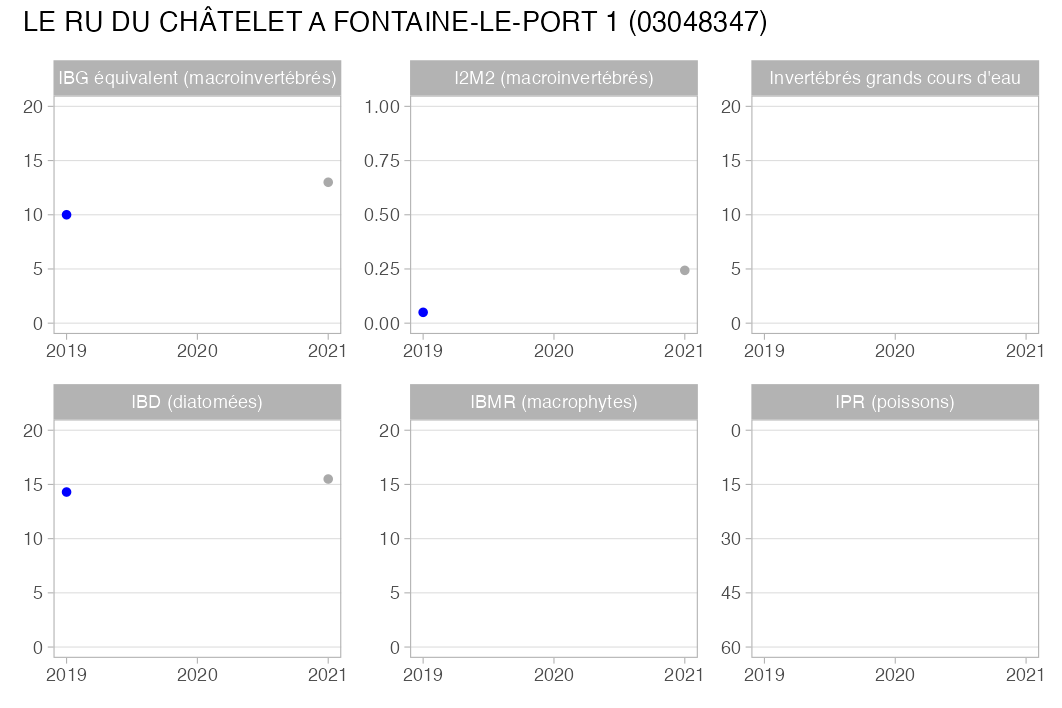 LE RU DU CHÂTELET A FONTAINE-LE-PORT 1 (03048347)
IBG équivalent (macroinvertébrés)
20
15
10
5
0
2019 2020 2021
I2M2 (macroinvertébrés)
1.00
0.75
0.50
0.25
0.00
2019 2020 2021
Invertébrés grands cours d'eau
20
15
10
5
0
2019 2020 2021
IBD (diatomées)
20
15
10
5
0
2019 2020 2021
IBMR (macrophytes)
20
15
10
5
0
2019 2020 2021
IPR (poissons)
0
15
30
45
60
2019 2020 2021